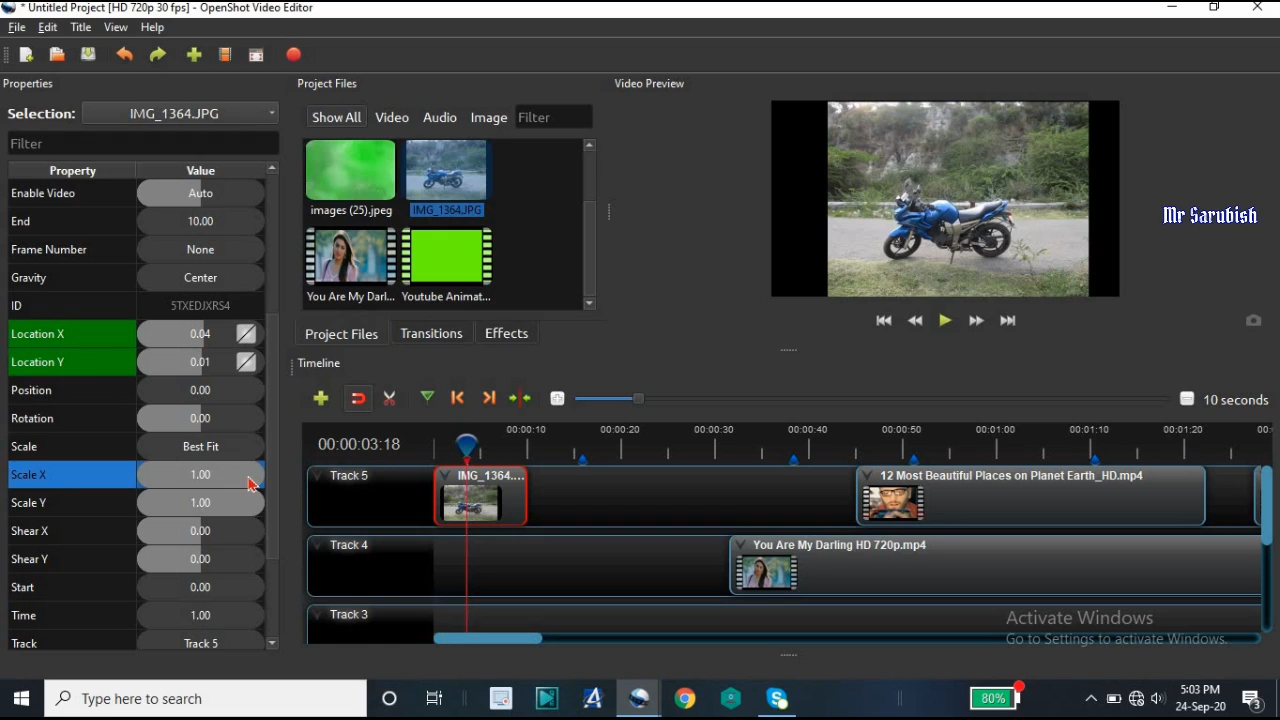 * Untitled Project [HD 720p 30 fps] - OpenShot Video Editor
File Edit Title View Help
Properties
Project Files
Video Preview
Selection: IMG_1364.JPG
Show All Video Audio Image Filter
Filter
Property Value
Enable Video Auto
End 10.00
Frame Number None
Gravity Center
ID 5TXEDJXRS4
Location X 0.04
Location Y 0.01
Position 0.00
Rotation 0.00
Scale Best Fit
Scale X 1.00
Scale Y 1.00
Shear X 0.00
Shear Y 0.00
Start 0.00
Time 1.00
Track Track 5
images (25).jpeg IMG_1364.JPG
You Are My Darl... Youtube Animat...
Project Files Transitions Effects
Mr Sarubish
Timeline
10 seconds
00:00:03:18
00:00:10 00:00:20 00:00:30 00:00:40 00:00:50 00:01:00 00:01:10 00:01:20 00:0
Track 5 IMG_1364.... 12 Most Beautiful Places on Planet Earth_HD.mp4
Track 4 You Are My Darling HD 720p.mp4
Track 3
Activate Windows
Go to Settings to activate Windows.
Type here to search
80%
5:03 PM
24-Sep-20
3